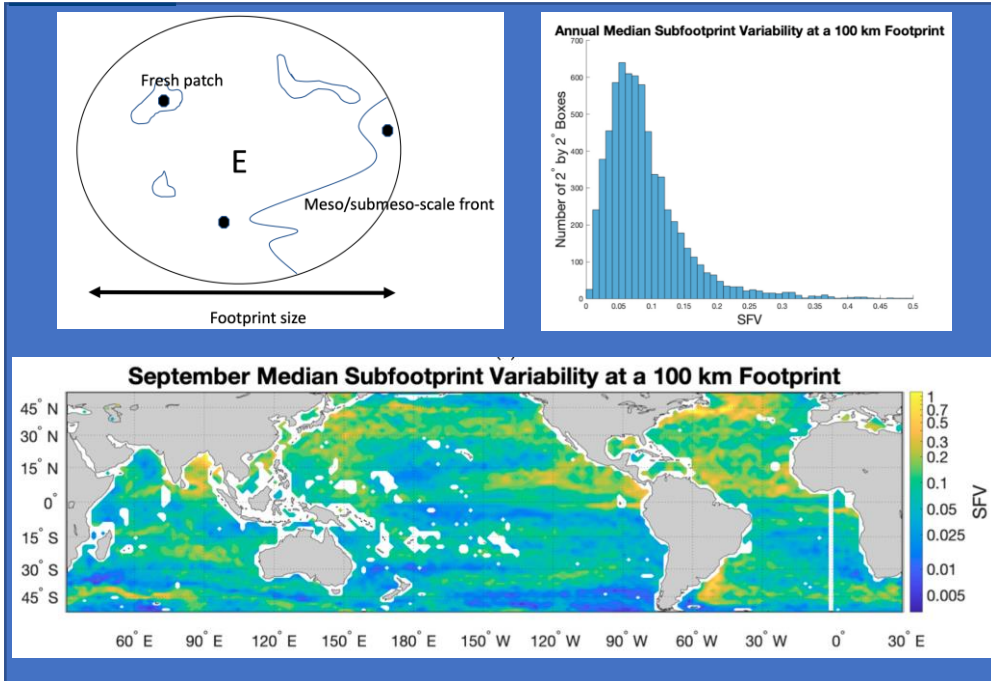 Fresh patch
E
Meso/submeso-scale front
Footprint size
Annual Median Subfootprint Variability at a 100 km Footprint
Number of 2° by 2° Boxes
700
600
500
400
300
200
100
0
0 0.05 0.1 0.15 0.2 0.25 0.3 0.35 0.4 0.45 0.5
SFV
September Median Subfootprint Variability at a 100 km Footprint
45° N
30° N
15° N
0°
15° S
30° S
45° S
60° E 90° E 120° E 150° E 180° E 150° W 120° W 90° W 60° W 30° W 0° 30° E
1
0.7
0.5
0.3
0.2
0.1
0.05
0.025
0.01
0.005
SFV